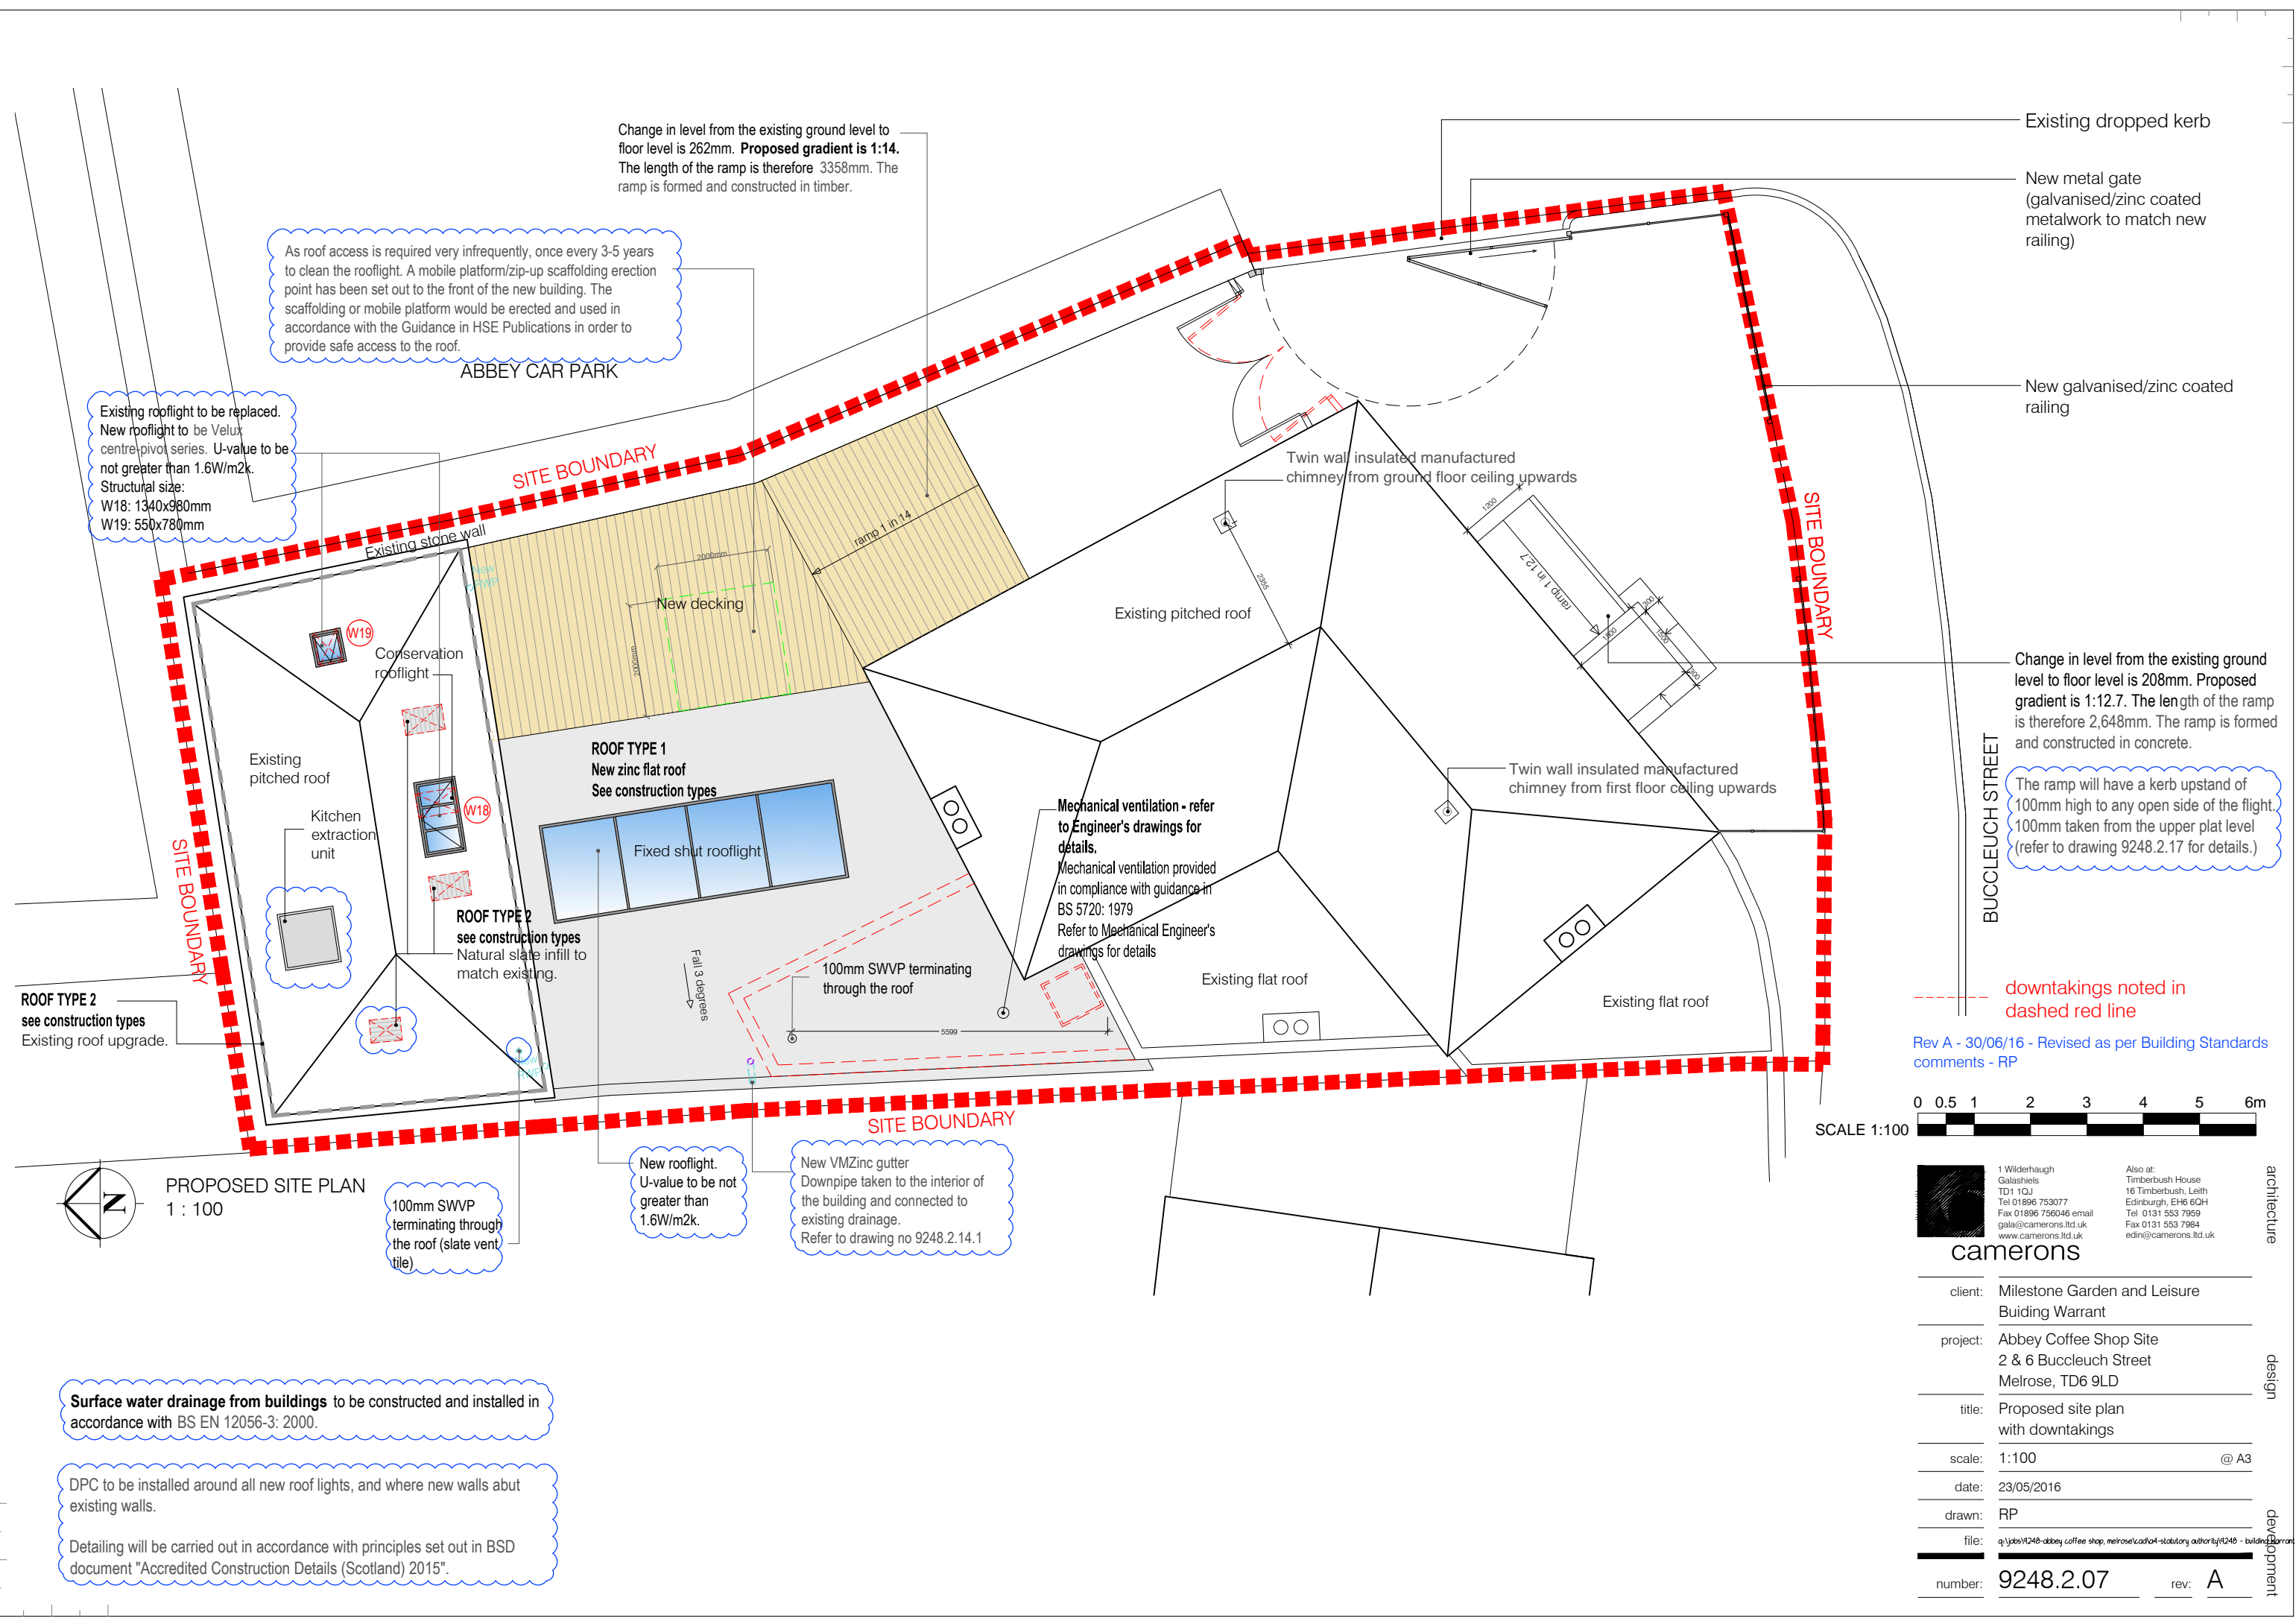 Change in level from the existing ground level to
floor level is 262mm. Proposed gradient is 1:14.
The length of the ramp is therefore 3358mm. The
ramp is formed and constructed in timber.
Existing dropped kerb
New metal gate
(galvanised/zinc coated
metalwork to match new
railing)
As roof access is required very infrequently, once every 3-5 years
to clean the rooflight. A mobile platform/zip-up scaffolding erection
point has been set out to the front of the new building. The
scaffolding or mobile platform would be erected and used in
accordance with the Guidance in HSE Publications in order to
provide safe access to the roof.
ABBEY CAR PARK
New galvanised/zinc coated
railing
Existing rooflight to be replaced.
New rooflight to be Velux
centre-pivot series. U-value to be
not greater than 1.6W/m2k.
Structural size:
W18: 1340x980mm
W19: 550x780mm
SITE BOUNDARY
Existing stone wall
Twin wall insulated manufactured
chimney from ground floor ceiling upwards
ramp 1 in 14
2000mm
New
RWP
New decking
2000mm
2355
1200
ramp 1 in 12.7
300
1800
1500
300
SITE BOUNDARY
Existing pitched roof
W19
Conservation
rooflight
Change in level from the existing ground
level to floor level is 208mm. Proposed
gradient is 1:12.7. The length of the ramp
is therefore 2,648mm. The ramp is formed
and constructed in concrete.
BUCCLEUCH STREET
The ramp will have a kerb upstand of
100mm high to any open side of the flight.
100mm taken from the upper plat level
(refer to drawing 9248.2.17 for details.)
Existing
pitched roof
Kitchen
extraction
unit
W18
ROOF TYPE 1
New zinc flat roof
See construction types
Fixed shut rooflight
Twin wall insulated manufactured
chimney from first floor ceiling upwards
Mechanical ventilation - refer
to Engineer's drawings for
details.
Mechanical ventilation provided
in compliance with guidance in
BS 5720: 1979
Refer to Mechanical Engineer's
drawings for details
SITE BOUNDARY
ROOF TYPE 2
see construction types
Natural slate infill to
match existing.
Fall 3 degrees
100mm SWVP terminating
through the roof
5599
Existing flat roof
Existing flat roof
ROOF TYPE 2
see construction types
Existing roof upgrade.
New
RWP
SITE BOUNDARY
downtakings noted in
dashed red line
Rev A - 30/06/16 - Revised as per Building Standards
comments - RP
0 0.5 1 2 3 4 5 6m
SCALE 1:100
N
PROPOSED SITE PLAN
1 : 100
100mm SWVP
terminating through
the roof (slate vent
tile)
New rooflight.
U-value to be not
greater than
1.6W/m2k.
New VMZinc gutter
Downpipe taken to the interior of
the building and connected to
existing drainage.
Refer to drawing no 9248.2.14.1
1 Wilderhaugh
Galashiels
TD1 1QJ
Tel 01896 753077
Fax 01896 756046 email
gala@camerons.ltd.uk
www.camerons.ltd.uk
Also at:
Timberbush House
16 Timberbush, Leith
Edinburgh, EH6 6QH
Tel 0131 553 7959
Fax 0131 553 7984
edin@camerons.ltd.uk
camerons
architecture
design
development
client: Milestone Garden and Leisure
Buiding Warrant
project: Abbey Coffee Shop Site
2 & 6 Buccleuch Street
Melrose, TD6 9LD
title: Proposed site plan
with downtakings
scale: 1:100 @ A3
date: 23/05/2016
drawn: RP
file: q:\jobs\9248-abbey coffee shop, melrose\cad\a4-statutory authority\9248 - building warrant
number: 9248.2.07 rev: A
Surface water drainage from buildings to be constructed and installed in
accordance with BS EN 12056-3: 2000.
DPC to be installed around all new roof lights, and where new walls abut
existing walls.
Detailing will be carried out in accordance with principles set out in BSD
document "Accredited Construction Details (Scotland) 2015".